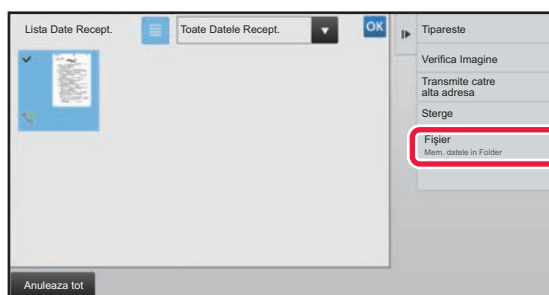 Lista Date Recept.
Toate Datele Recept.
OK
Tipareste
Verifica Imagine
Transmite catre
alta adresa
Sterge
Fişier
Mem. datele in Folder
Anuleaza tot